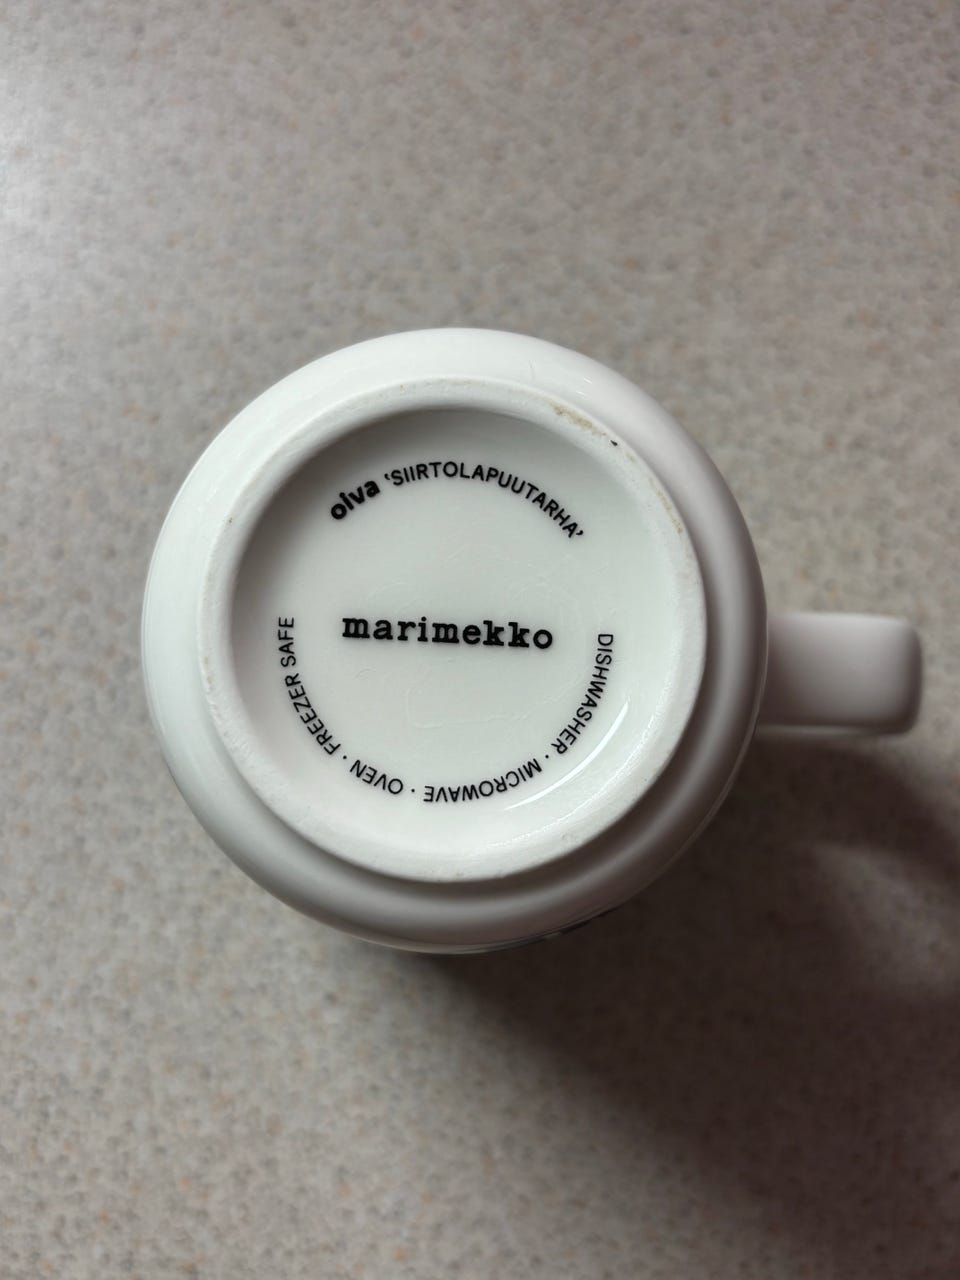 oiva 'SIIRTOLAPUUTARHA'
marimekko
DISHWASHER · MICROWAVE · OVEN · FREEZER SAFE